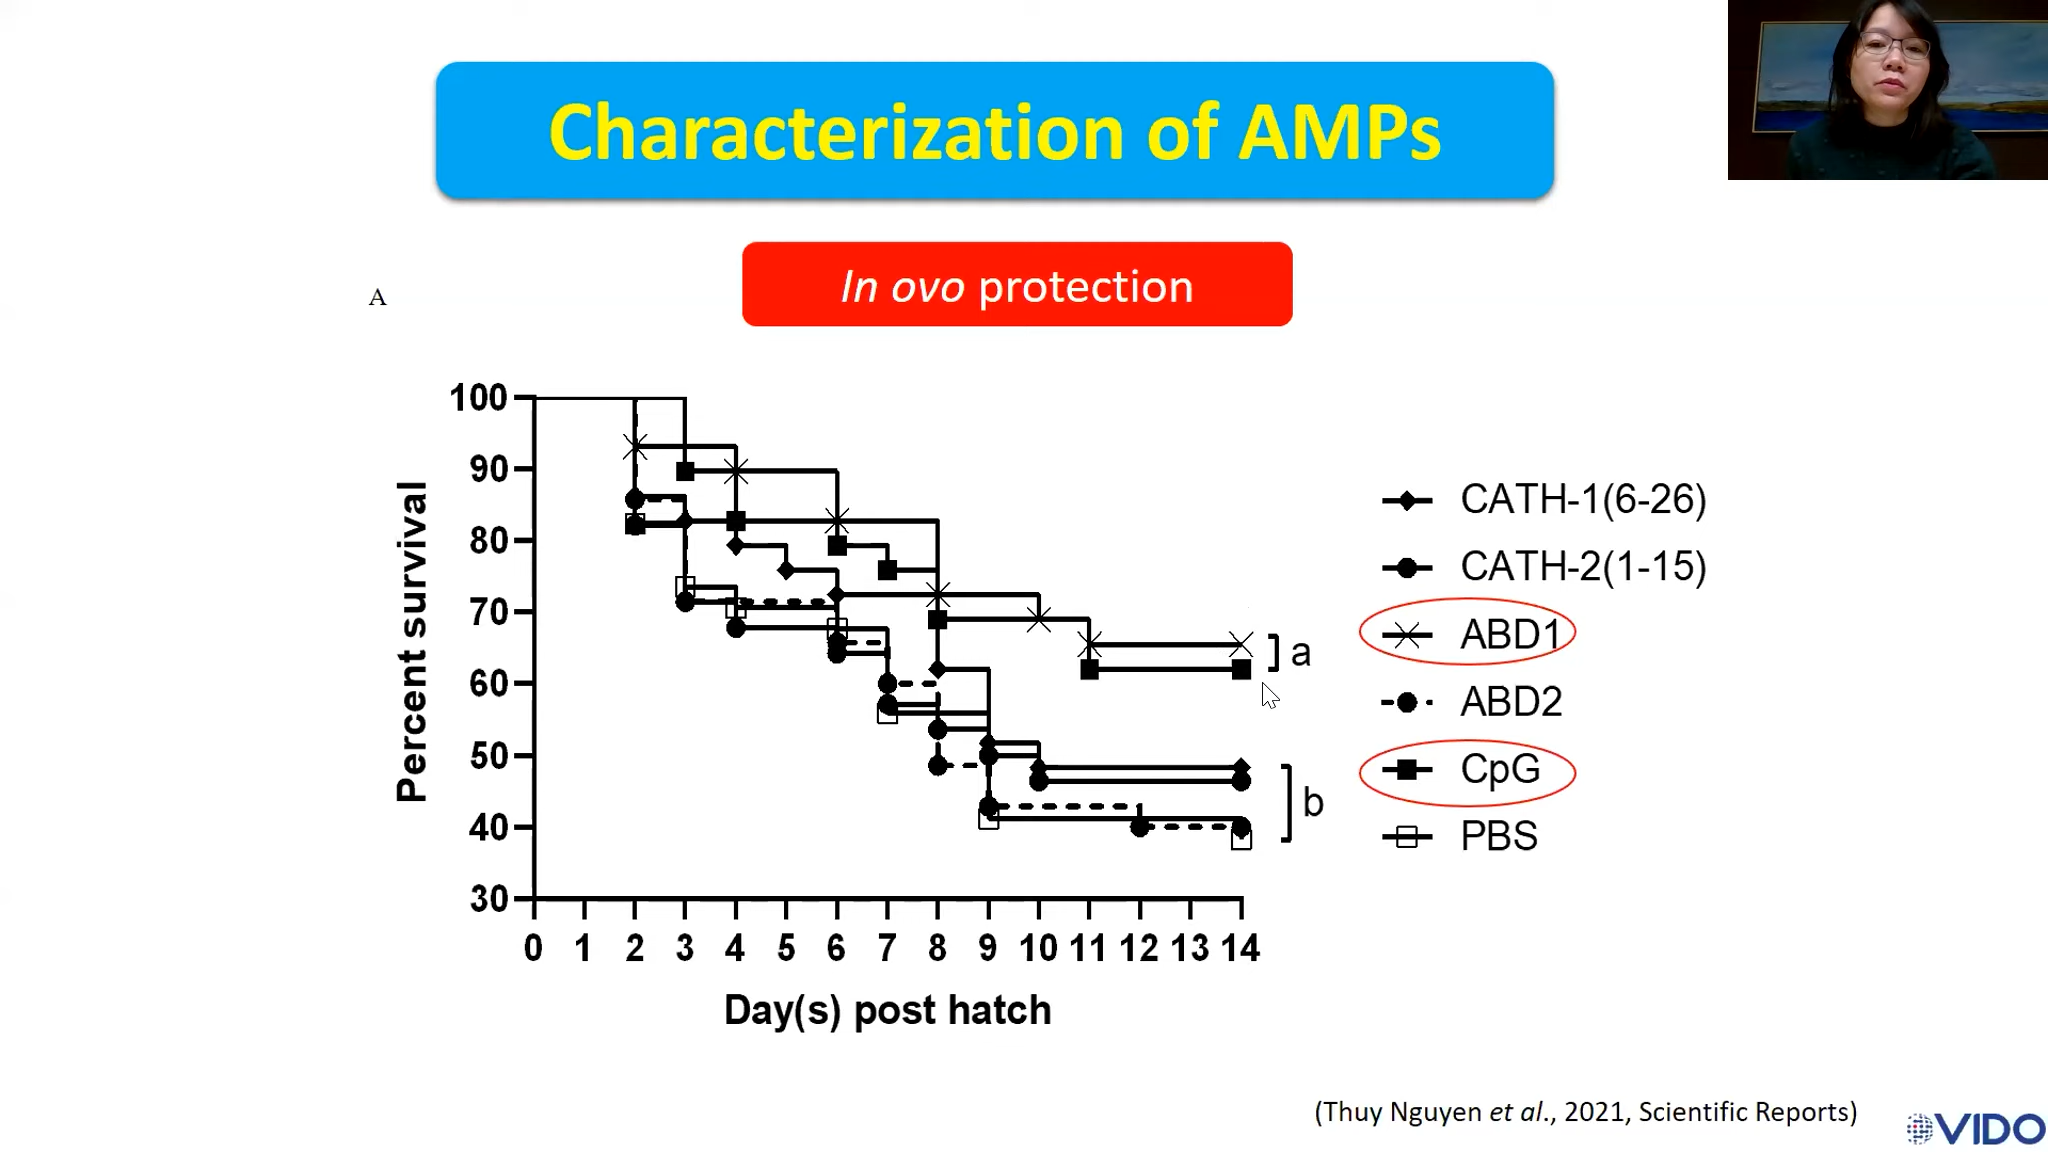 Characterization of AMPs
In ovo protection
A
Percent survival
100
90
80
70
60
50
40
30
0 1 2 3 4 5 6 7 8 9 10 11 12 13 14
Day(s) post hatch
a
b
CATH-1(6-26)
CATH-2(1-15)
ABD1
ABD2
CpG
PBS
(Thuy Nguyen et al., 2021, Scientific Reports)
VIDO